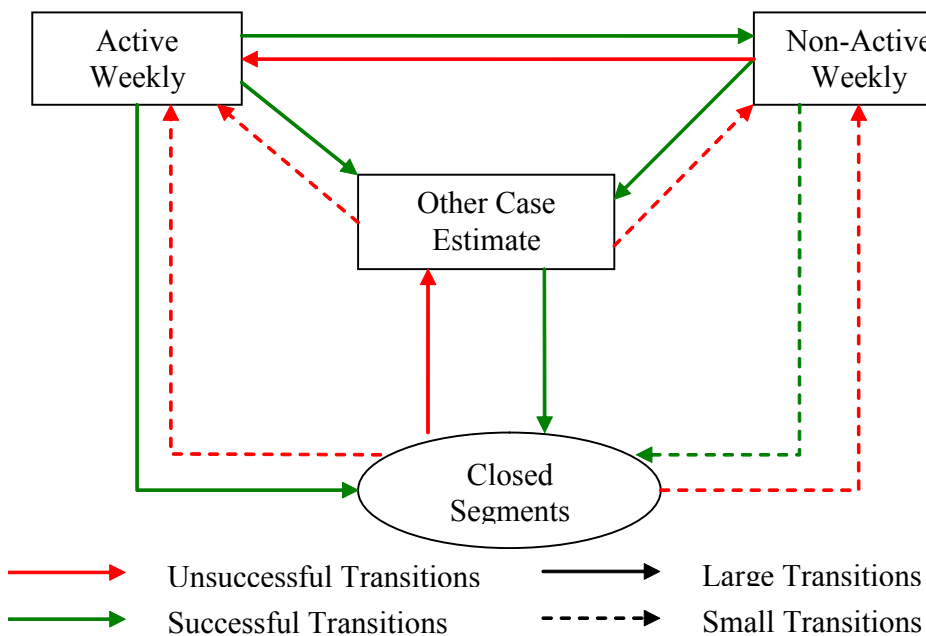 Active
Weekly
Non-Active
Weekly
Other Case
Estimate
Closed
Segments
Unsuccessful Transitions
Large Transitions
Successful Transitions
Small Transitions